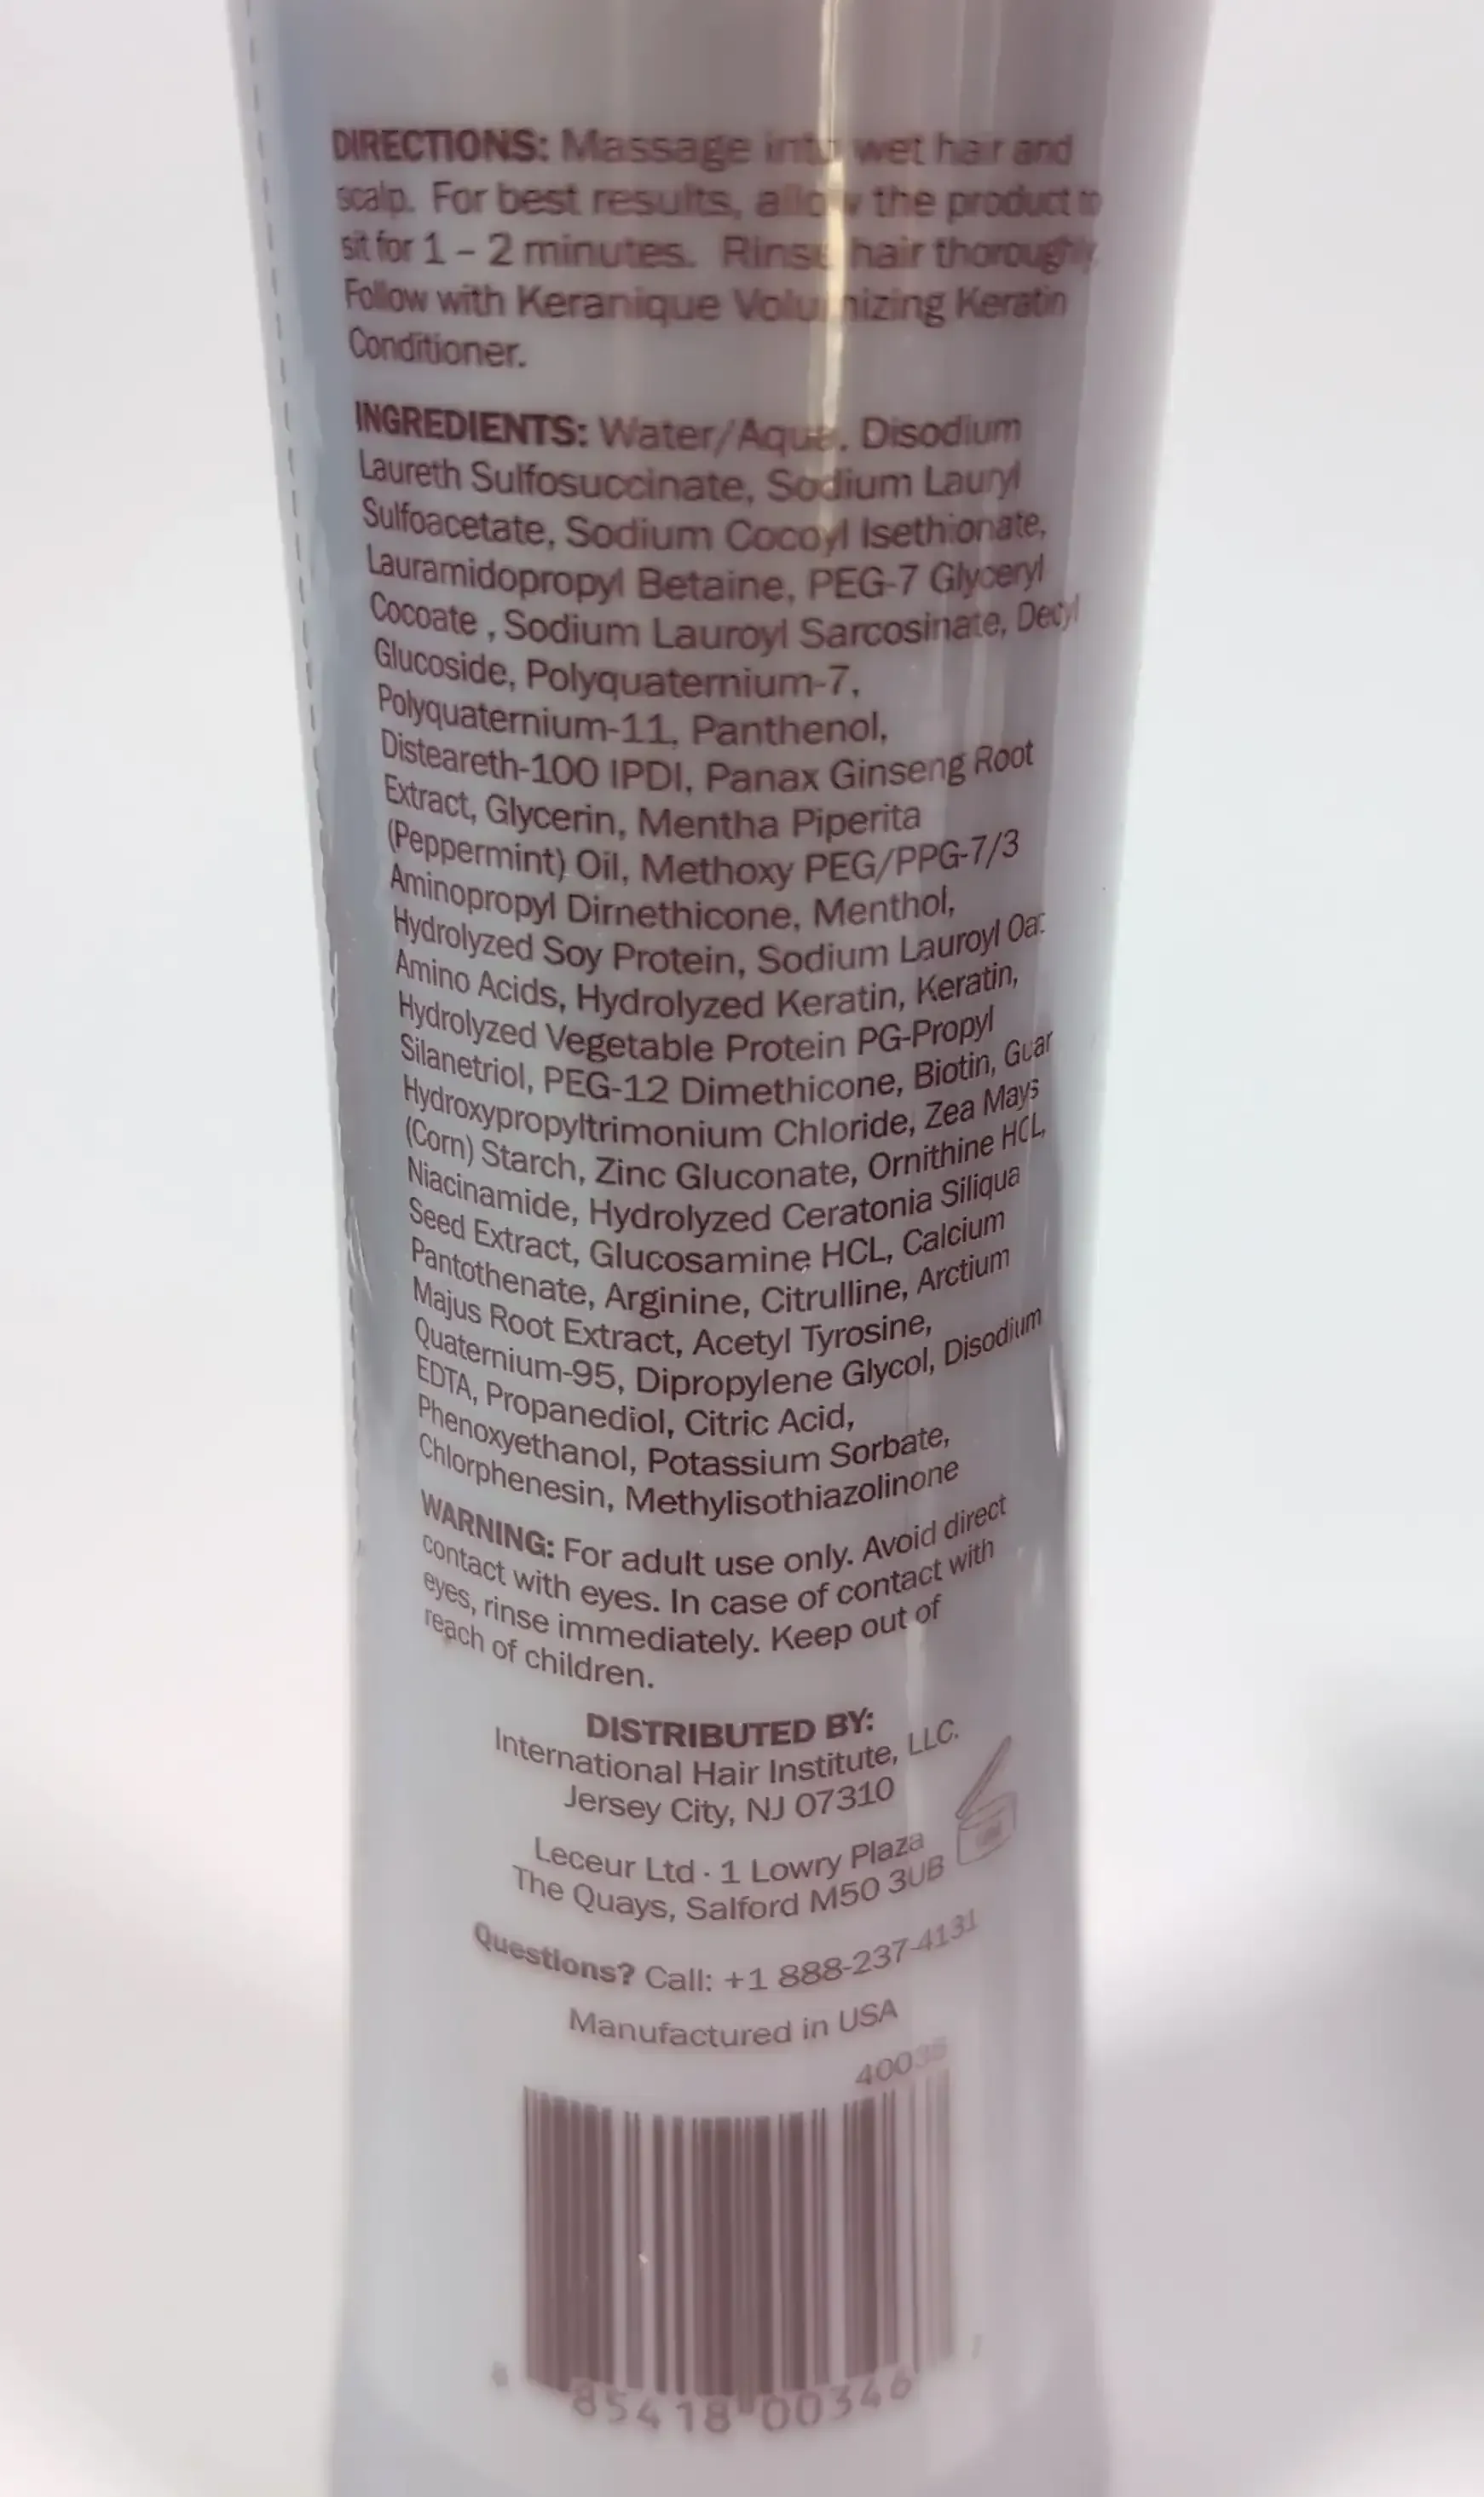 DIRECTIONS: Massage into wet hair and
scalp. For best results, allow the product to
sit for 1 – 2 minutes. Rinse hair thoroughly.
Follow with Keranique Volumizing Keratin
Conditioner.
INGREDIENTS: Water/Aqua, Disodium
Laureth Sulfosuccinate, Sodium Lauryl
Sulfoacetate, Sodium Cocoyl Isethionate,
Lauramidopropyl Betaine, PEG-7 Glyceryl
Cocoate , Sodium Lauroyl Sarcosinate, Decyl
Glucoside, Polyquaternium-7,
Polyquaternium-11, Panthenol,
Disteareth-100 IPDI, Panax Ginseng Root
Extract, Glycerin, Mentha Piperita
(Peppermint) Oil, Methoxy PEG/PPG-7/3
Aminopropyl Dimethicone, Menthol,
Hydrolyzed Soy Protein, Sodium Lauroyl Oat
Amino Acids, Hydrolyzed Keratin, Keratin,
Hydrolyzed Vegetable Protein PG-Propyl
Silanetriol, PEG-12 Dimethicone, Biotin, Guar
Hydroxypropyltrimonium Chloride, Zea Mays
(Corn) Starch, Zinc Gluconate, Ornithine HCL,
Niacinamide, Hydrolyzed Ceratonia Siliqua
Seed Extract, Glucosamine HCL, Calcium
Pantothenate, Arginine, Citrulline, Arctium
Majus Root Extract, Acetyl Tyrosine,
Quaternium-95, Dipropylene Glycol, Disodium
EDTA, Propanediol, Citric Acid,
Phenoxyethanol, Potassium Sorbate,
Chlorphenesin, Methylisothiazolinone
WARNING: For adult use only. Avoid direct
contact with eyes. In case of contact with
eyes, rinse immediately. Keep out of
reach of children.
DISTRIBUTED BY:
International Hair Institute, LLC.
Jersey City, NJ 07310
Leceur Ltd · 1 Lowry Plaza
The Quays, Salford M50 3UB
Questions? Call: +1 888-237-4131
Manufactured in USA
85418 00346